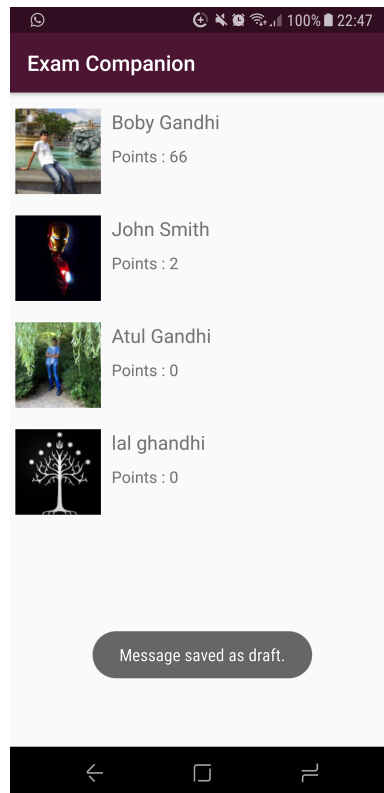 100% 22:47
Exam Companion
Boby Gandhi
Points : 66
John Smith
Points : 2
Atul Gandhi
Points : 0
lal ghandhi
Points : 0
Message saved as draft.